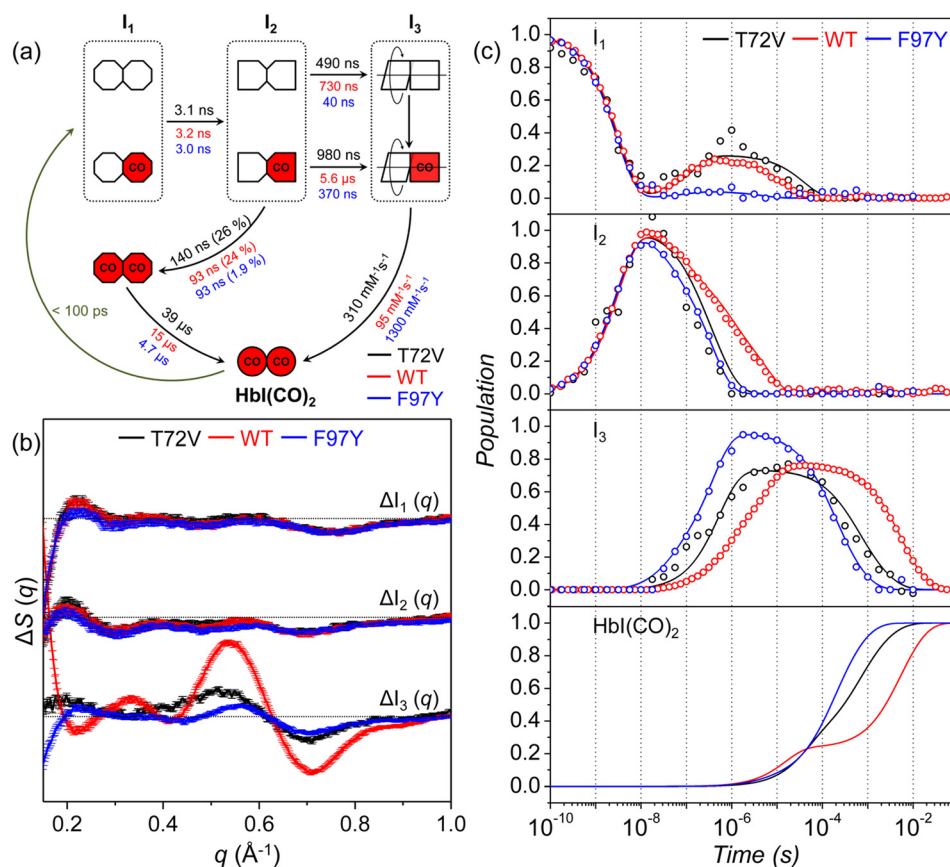 (a)
I1
I2
I3
3.1 ns
3.2 ns
3.0 ns
490 ns
730 ns
40 ns
CO
CO
CO
980 ns
5.6 μs
370 ns
140 ns (26 %)
93 ns (24 %)
93 ns (1.9 %)
CO CO
< 100 ps
39 μs
15 μs
4.7 μs
310 mM-1s-1
95 mM-1s-1
1300 mM-1s-1
CO CO
HbI(CO)2
T72V
WT
F97Y
(b)
T72V WT F97Y
ΔI1 (q)
ΔI2 (q)
ΔI3 (q)
ΔS (q)
0.2 0.4 0.6 0.8 1.0
q (Å-1)
(c)
T72V WT F97Y
I1
1.0
0.8
0.6
0.4
0.2
0.0
I2
1.0
0.8
0.6
0.4
0.2
0.0
I3
1.0
0.8
0.6
0.4
0.2
0.0
HbI(CO)2
1.0
0.8
0.6
0.4
0.2
0.0
Population
10-10 10-8 10-6 10-4 10-2
Time (s)